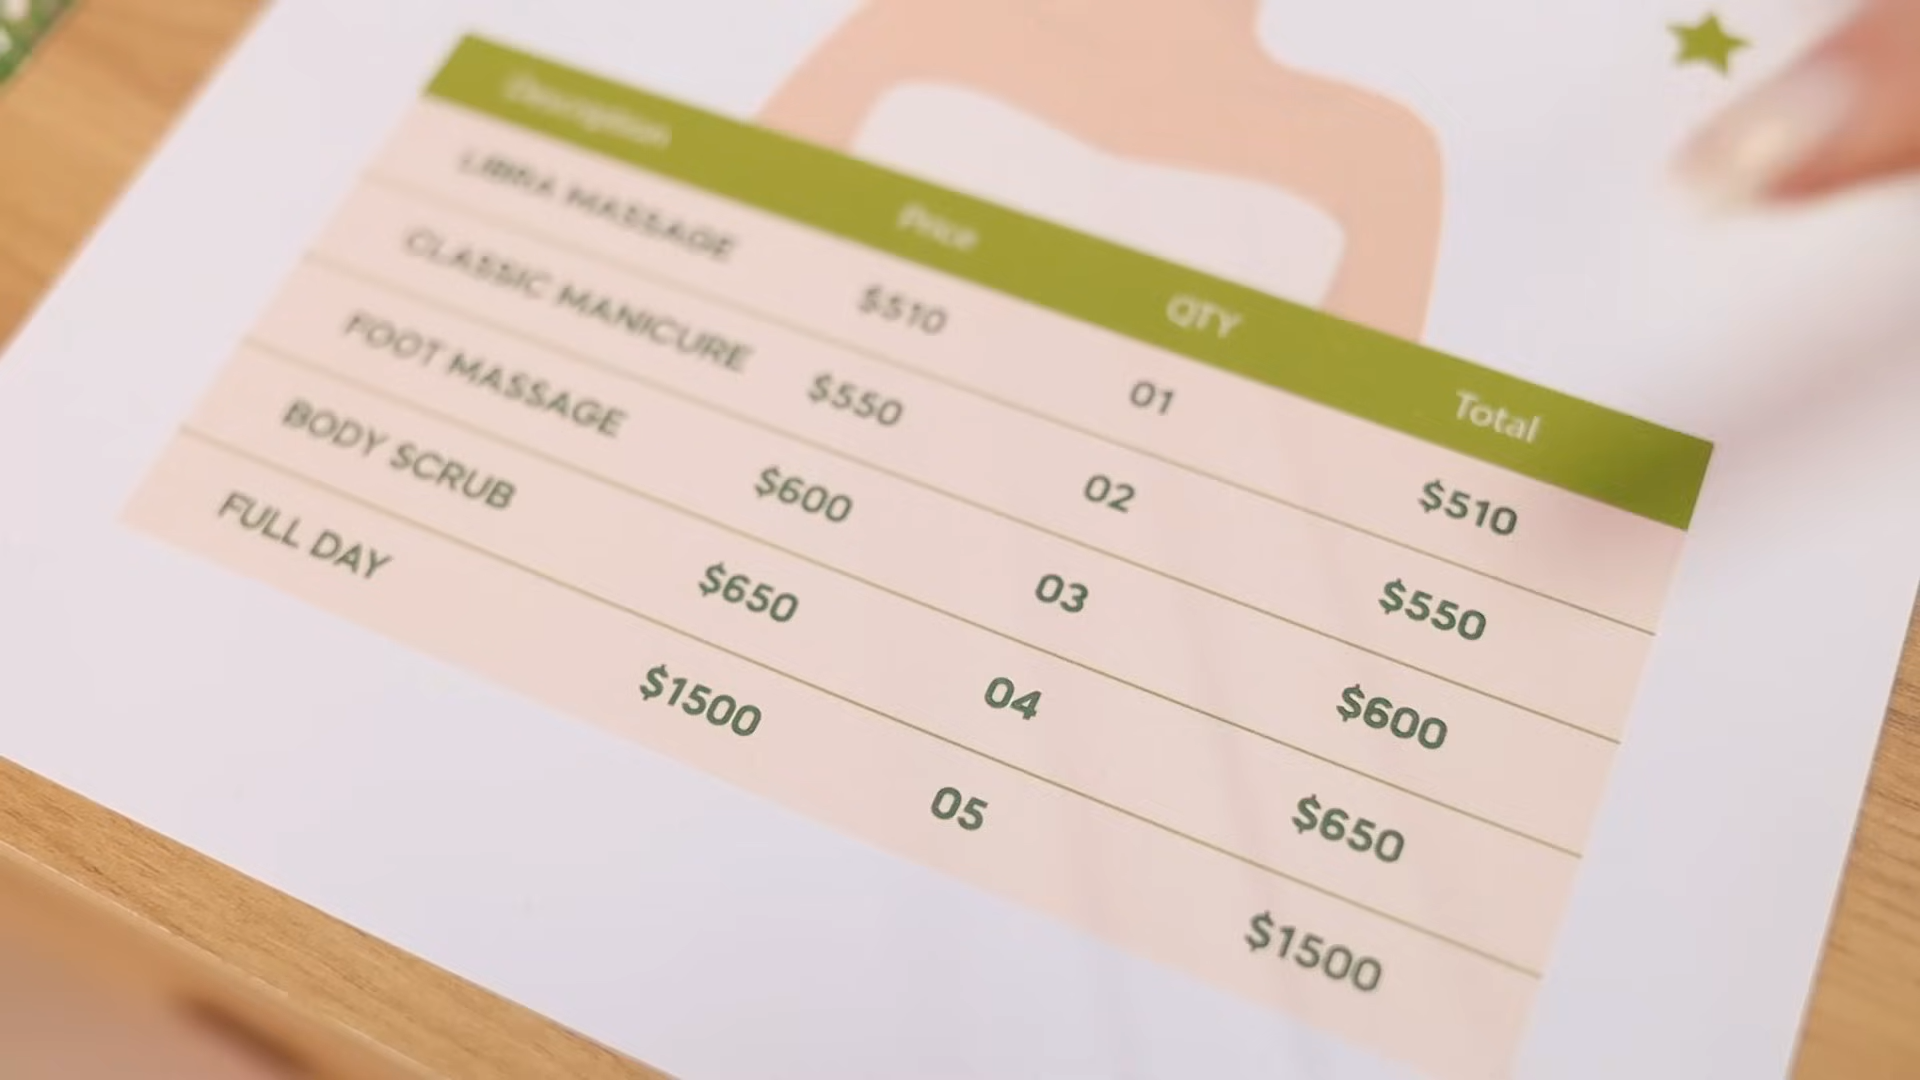 Description Price QTY Total
LIBRA MASSAGE $510 01 $510
CLASSIC MANICURE $550 02 $550
FOOT MASSAGE $600 03 $600
BODY SCRUB $650 04 $650
FULL DAY $1500 05 $1500